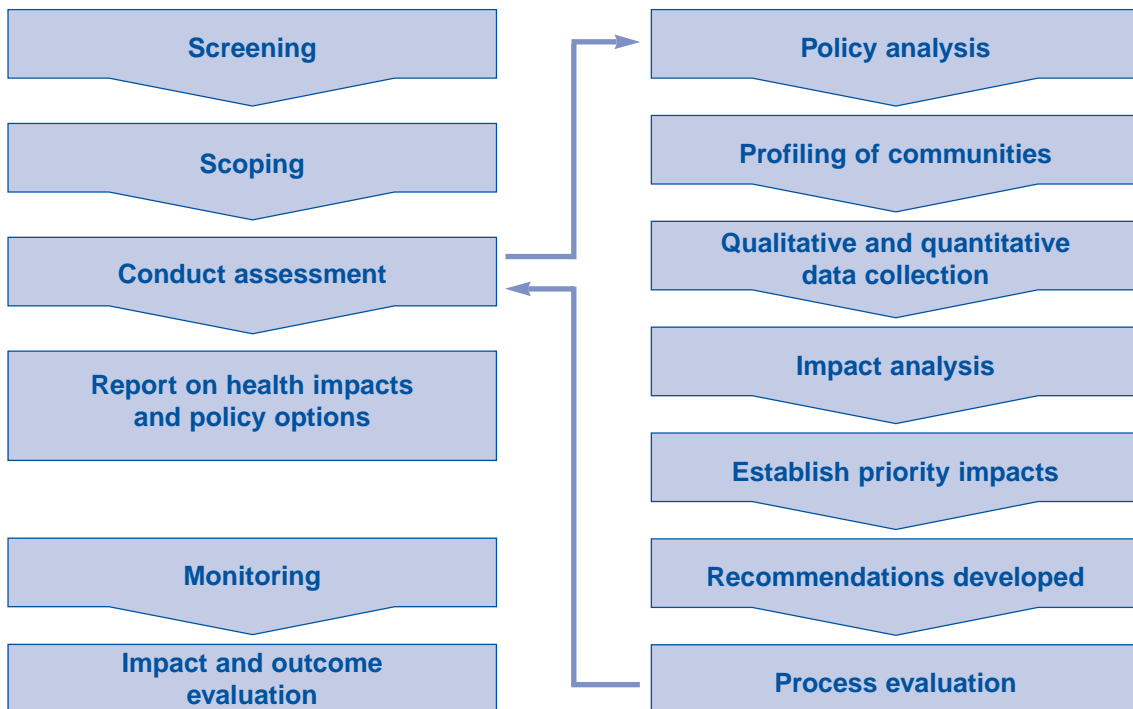 Screening
Scoping
Conduct assessment
Report on health impacts
and policy options
Monitoring
Impact and outcome
evaluation
Policy analysis
Profiling of communities
Qualitative and quantitative
data collection
Impact analysis
Establish priority impacts
Recommendations developed
Process evaluation